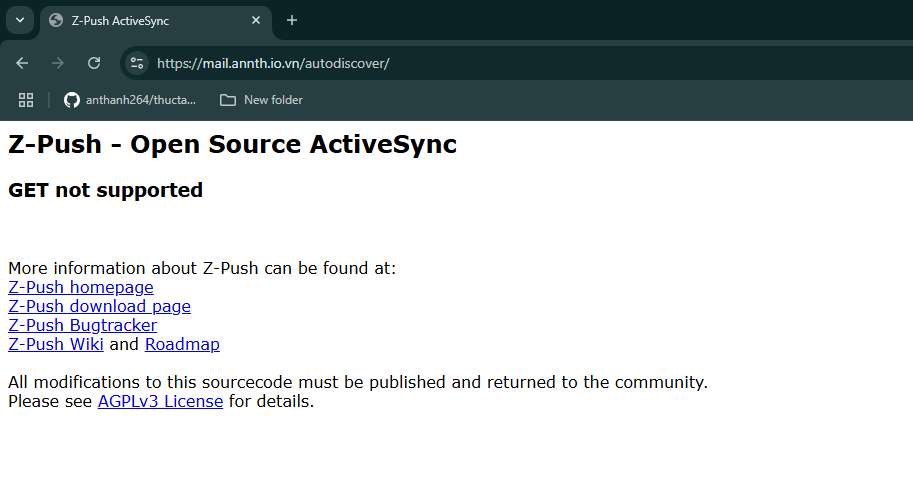 Z-Push ActiveSync
https://mail.annth.io.vn/autodiscover/
anthanh264/thucta...
New folder
Z-Push - Open Source ActiveSync
GET not supported
More information about Z-Push can be found at:
Z-Push homepage
Z-Push download page
Z-Push Bugtracker
Z-Push Wiki and Roadmap
All modifications to this sourcecode must be published and returned to the community.
Please see AGPLv3 License for details.